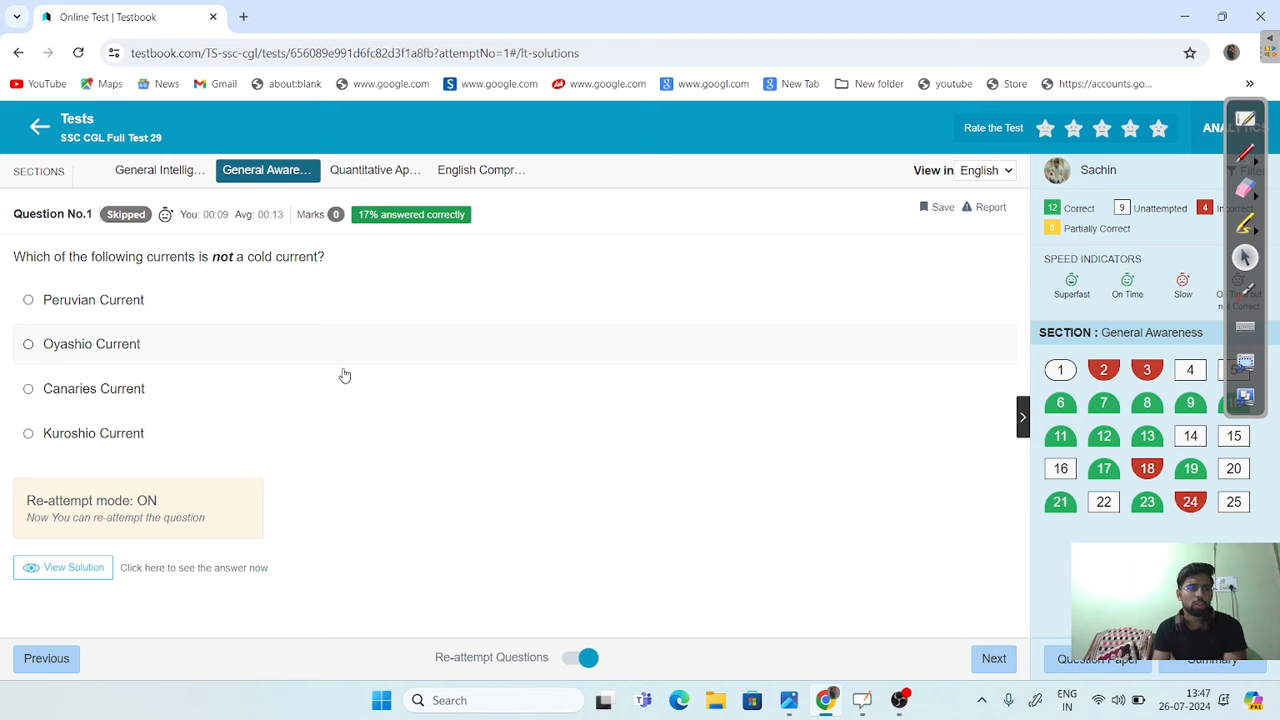 Online Test | Testbook
testbook.com/TS-ssc-cgl/tests/656089e991d6fc82d3f1a8fb?attemptNo=1#/lt-solutions
YouTube Maps News Gmail about:blank www.google.com www.google.com www.google.com www.googl.com New Tab New folder youtube Store https://accounts.go...
Tests
SSC CGL Full Test 29
Rate the Test
SECTIONS General Intellig... General Aware... Quantitative Ap... English Compr... View in English
Sachin
Question No.1 Skipped You: 00:09 Avg: 00:13 Marks 0 17% answered correctly Save Report
12 Correct 9 Unattempted 4
0 Partially Correct
Which of the following currents is not a cold current?
Peruvian Current
Oyashio Current
Canaries Current
Kuroshio Current
SPEED INDICATORS
Superfast On Time Slow
SECTION : General Awareness
1 2 3 4
6 7 8 9
11 12 13 14 15
16 17 18 19 20
21 22 23 24 25
Re-attempt mode: ON
Now You can re-attempt the question
View Solution Click here to see the answer now
Previous Re-attempt Questions Next
Question Paper Summary
Search
ENG
IN
13:47
26-07-2024